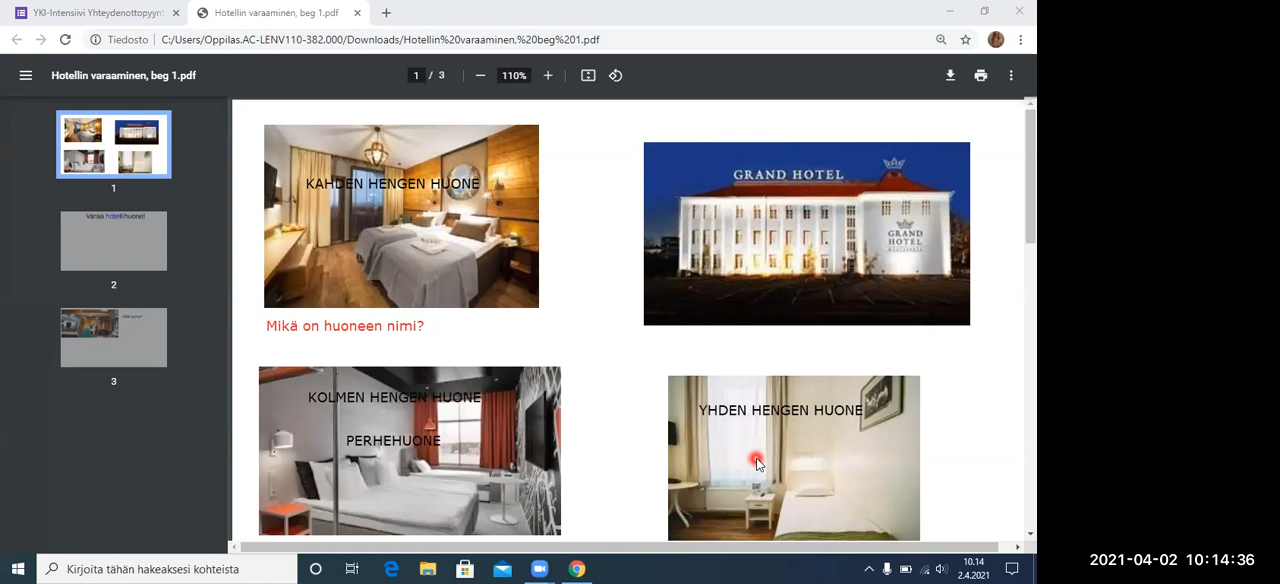 YKI-Intensiivi Yhteydenottopyynt
Hotellin varaaminen, beg 1.pdf
Tiedosto
C:/Users/Oppilas.AC-LENV110-382.000/Downloads/Hotellin%20varaaminen,%20beg%201.pdf
Hotellin varaaminen, beg 1.pdf
1 / 3
110%
1
Varaa hotellihuone!
2
3
KAHDEN HENGEN HUONE
GRAND HOTEL
GRAND
HOTEL
Mikä on huoneen nimi?
KOLMEN HENGEN HUONE
PERHEHUONE
YHDEN HENGEN HUONE
Kirjoita tähän hakeaksesi kohteista
10.14
2.4.2021
2021-04-02 10:14:36